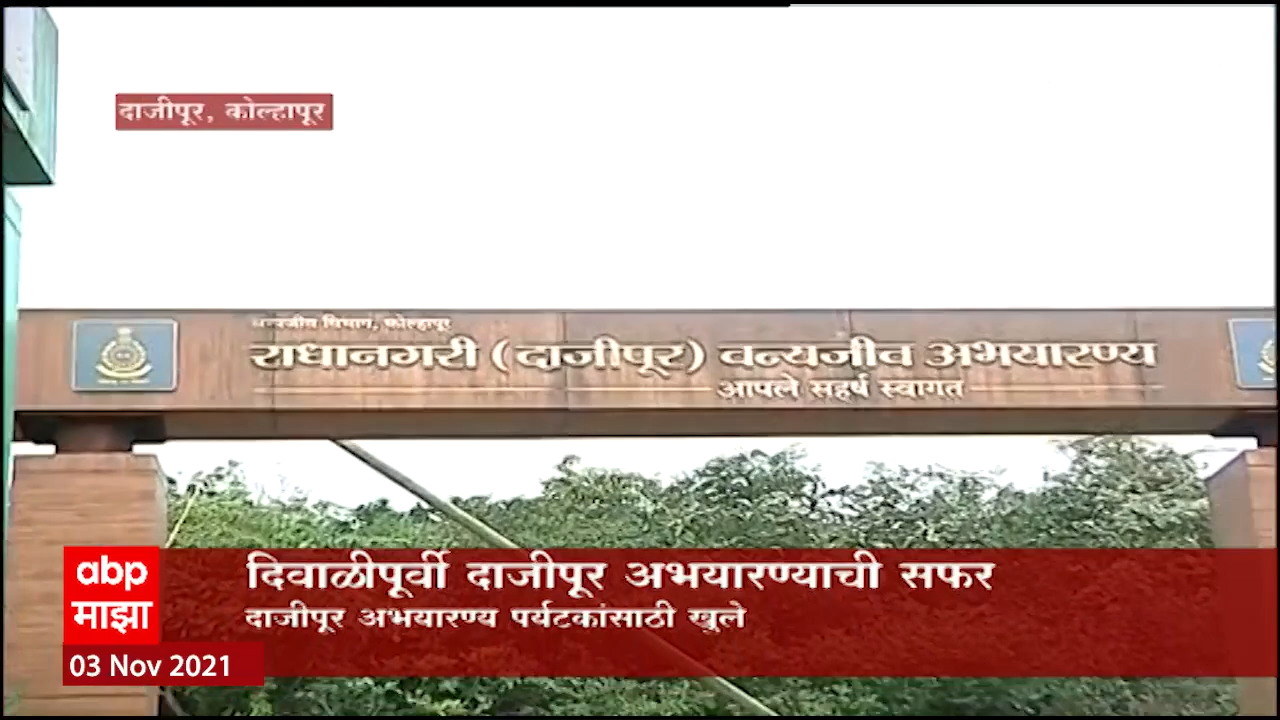 दाजीपूर, कोल्हापूर
वन्यजीव विभाग, कोल्हापूर
राधानगरी (दाजीपूर) वन्यजीव अभयारण्य
आपले सहर्ष स्वागत
abp
माझा
दिवाळीपूर्वी दाजीपूर अभयारण्याची सफर
दाजीपूर अभयारण्य पर्यटकांसाठी खुले
03 Nov 2021